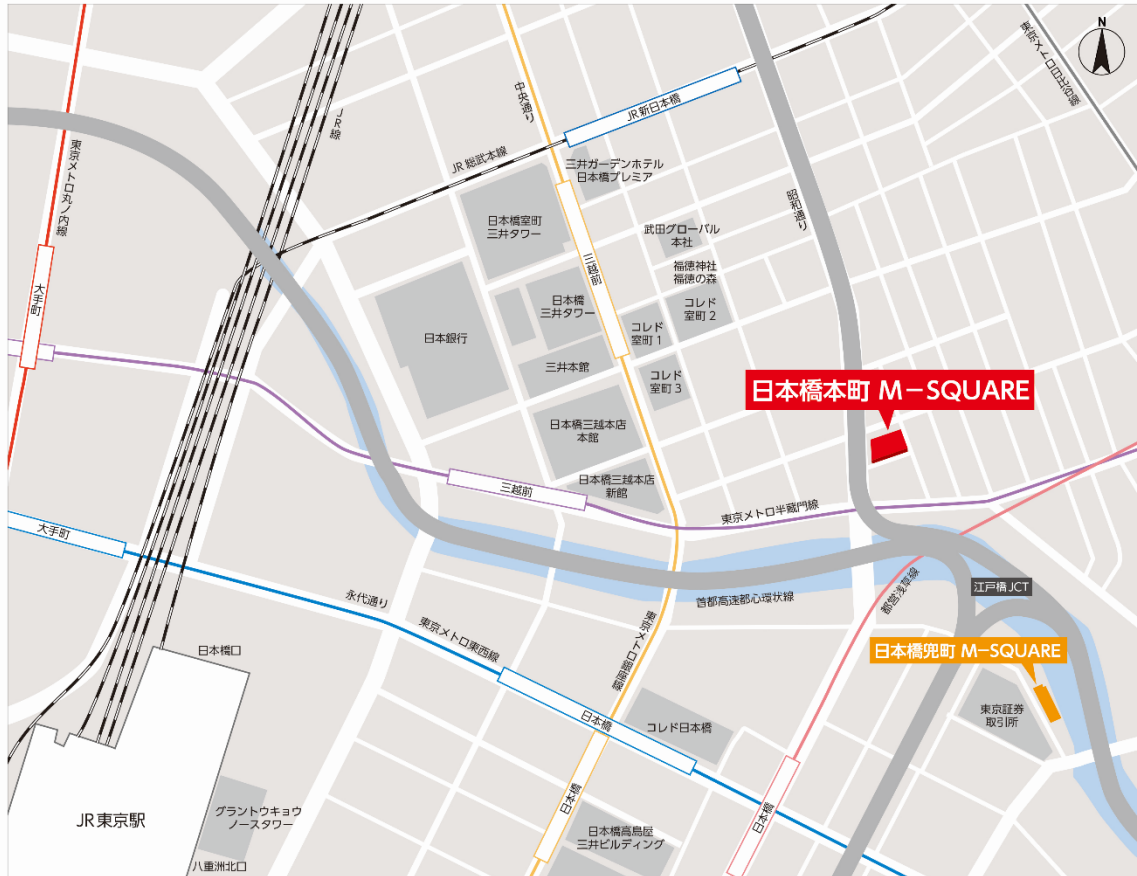 N
東京メトロ日比谷線
中央通り
JR線
JR新日本橋
東京メトロ丸ノ内線
JR総武本線
三井ガーデンホテル
日本橋プレミア
昭和通り
日本橋室町
三井タワー
武田グローバル
本社
三越前
福徳神社
福徳の森
大手町
日本橋
三井タワー
コレド
室町2
コレド
室町1
日本銀行
三井本館
コレド
室町3
日本橋本町 M−SQUARE
日本橋三越本店
本館
日本橋三越本店
新館
三越前
東京メトロ半蔵門線
大手町
江戸橋JCT
都営浅草線
永代通り
首都高速都心環状線
東京メトロ東西線
東京メトロ銀座線
日本橋口
日本橋兜町 M−SQUARE
東京証券
取引所
日本橋
コレド日本橋
日本橋
日本橋
JR東京駅
グラントウキョウ
ノースタワー
日本橋髙島屋
三井ビルディング
八重洲北口